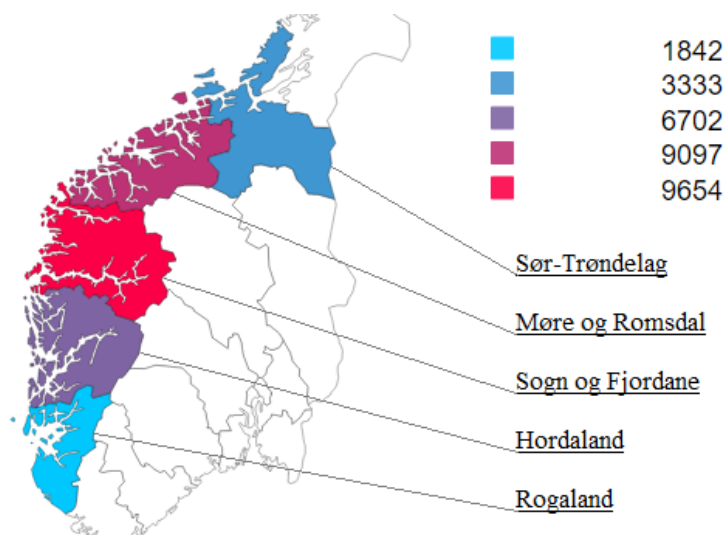 1842
3333
6702
9097
9654
Sør-Trøndelag
Møre og Romsdal
Sogn og Fjordane
Hordaland
Rogaland